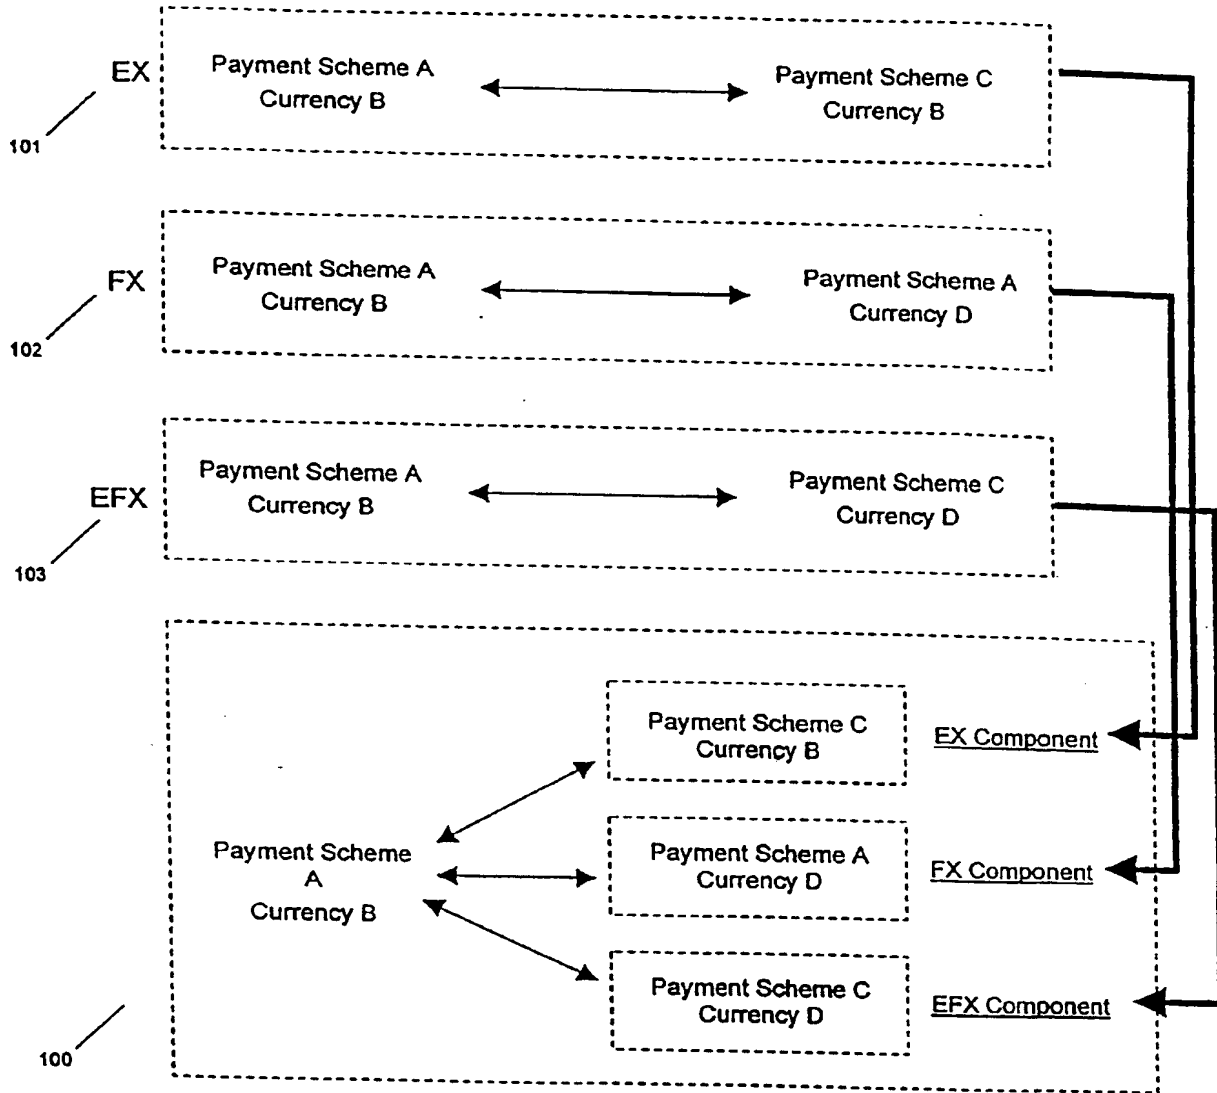 EX
Payment Scheme A
Currency B
Payment Scheme C
Currency B
101
FX
Payment Scheme A
Currency B
Payment Scheme A
Currency D
102
EFX
Payment Scheme A
Currency B
Payment Scheme C
Currency D
103
Payment Scheme C
Currency B
EX Component
Payment Scheme
A
Currency B
Payment Scheme A
Currency D
FX Component
Payment Scheme C
Currency D
EFX Component
100